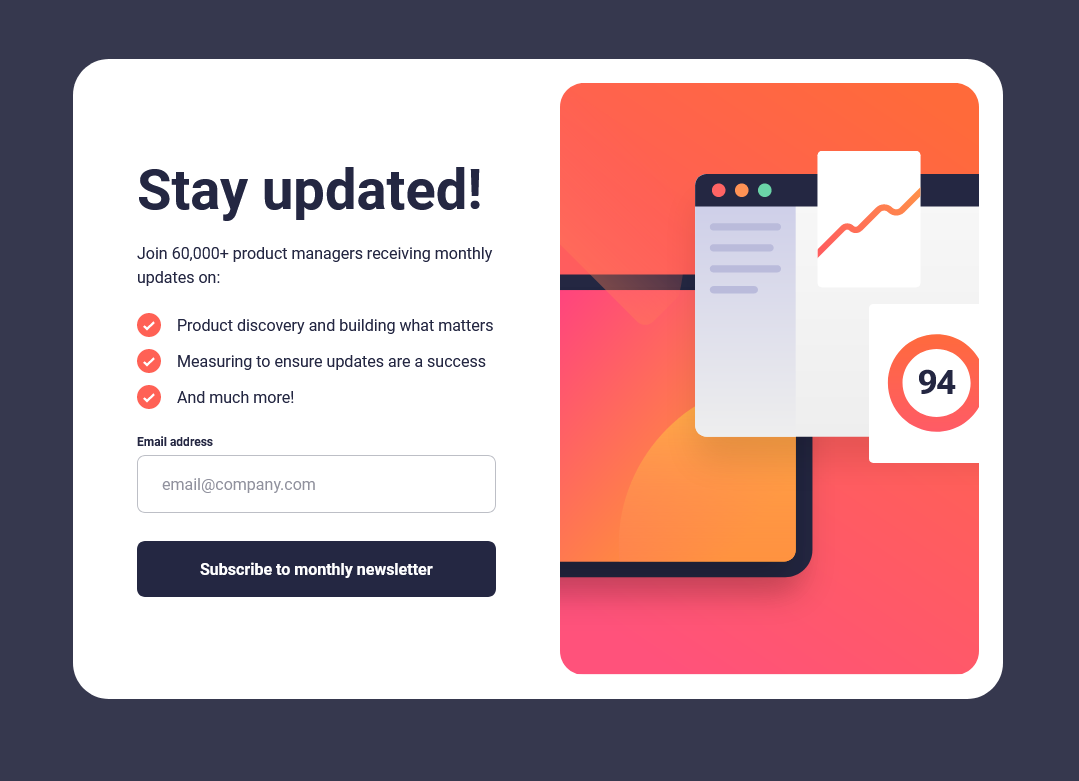 Stay updated!
Join 60,000+ product managers receiving monthly
updates on:
Product discovery and building what matters
Measuring to ensure updates are a success
And much more!
Email address
email@company.com
Subscribe to monthly newsletter
94